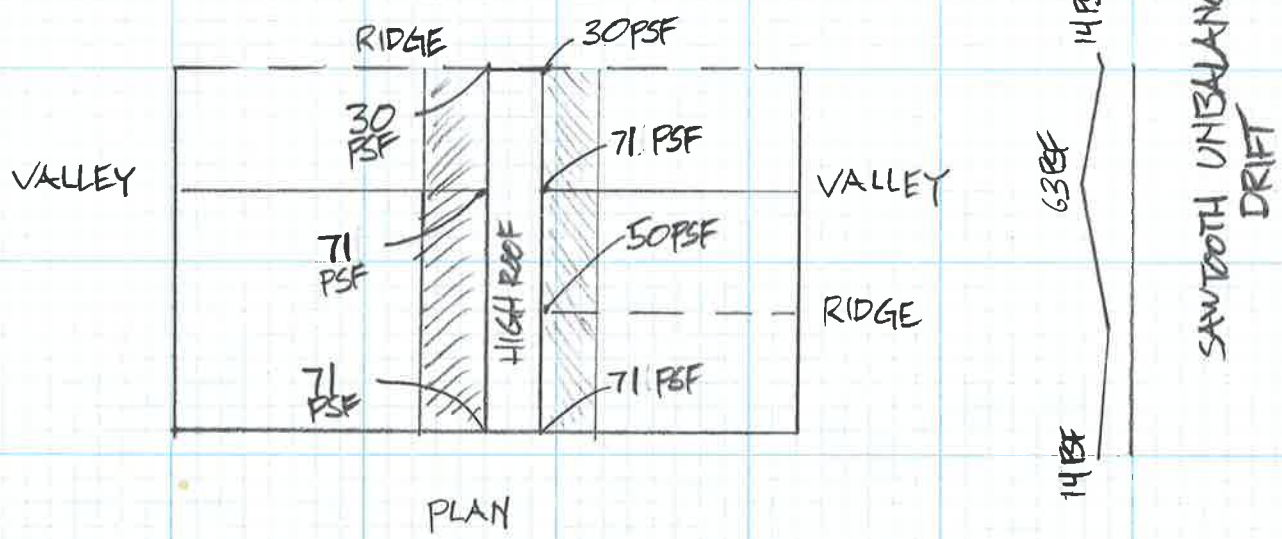 RIDGE
30PSF
30
PSF
71 PSF
VALLEY
VALLEY
71
PSF
50PSF
HIGH ROOF
RIDGE
71
PSF
71 PSF
PLAN
63PSF
14PSF
SAWTOOTH
DRIFT